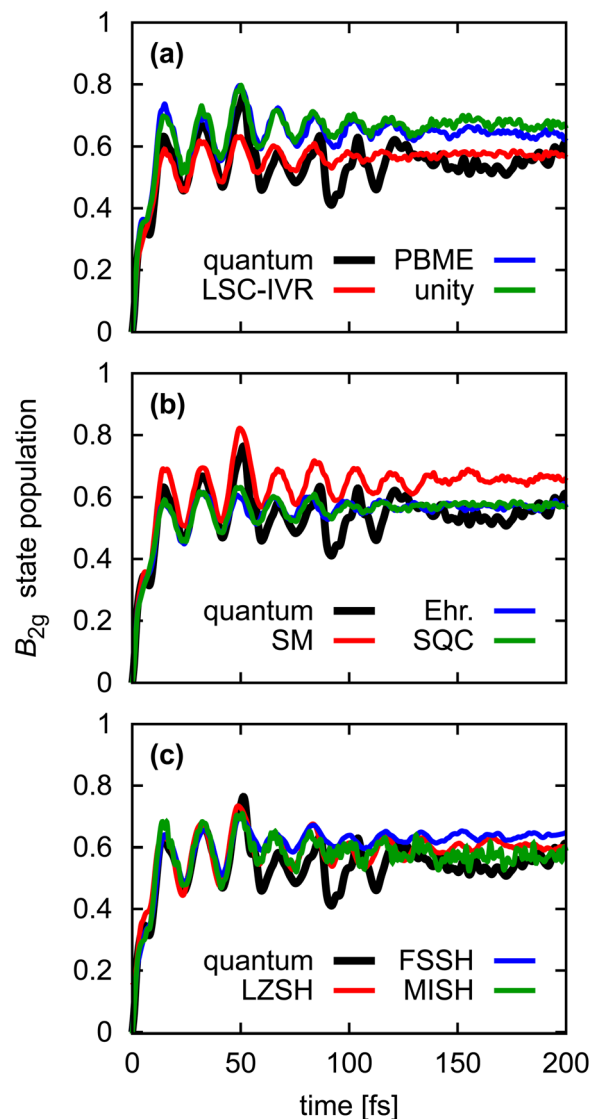 1
(a)
0.8
0.6
0.4
quantum PBME
0.2
LSC-IVR unity
0
1
(b)
0.8
0.6
0.4
quantum Ehr.
0.2
SM SQC
0
1
(c)
0.8
0.6
0.4
quantum FSSH
0.2
LZSH MISH
0
0 50 100 150 200
time [fs]
B2g state population